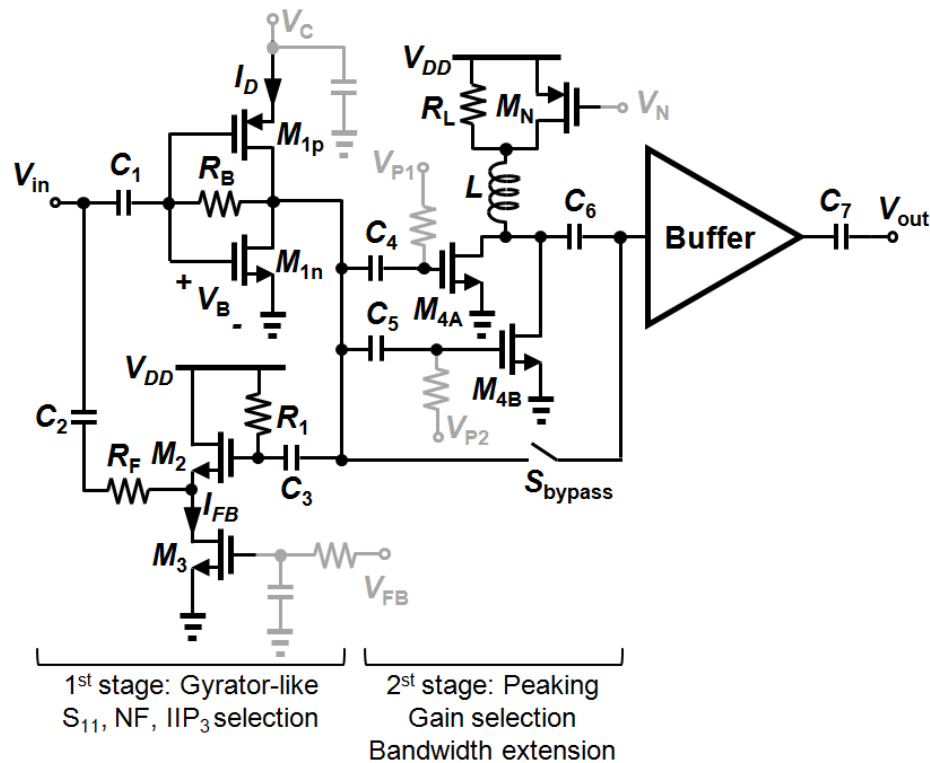 V_C
I_D
M_1p
V_in
C_1
R_B
M_1n
+
V_B
-
V_DD
C_2
R_1
R_F
M_2
C_3
I_FB
M_3
V_FB
V_DD
R_L
M_N
V_N
V_P1
L
C_4
C_6
M_4A
Buffer
C_7
V_out
C_5
M_4B
V_P2
S_bypass
1st stage: Gyrator-like
S_11, NF, IIP_3 selection
2st stage: Peaking
Gain selection
Bandwidth extension